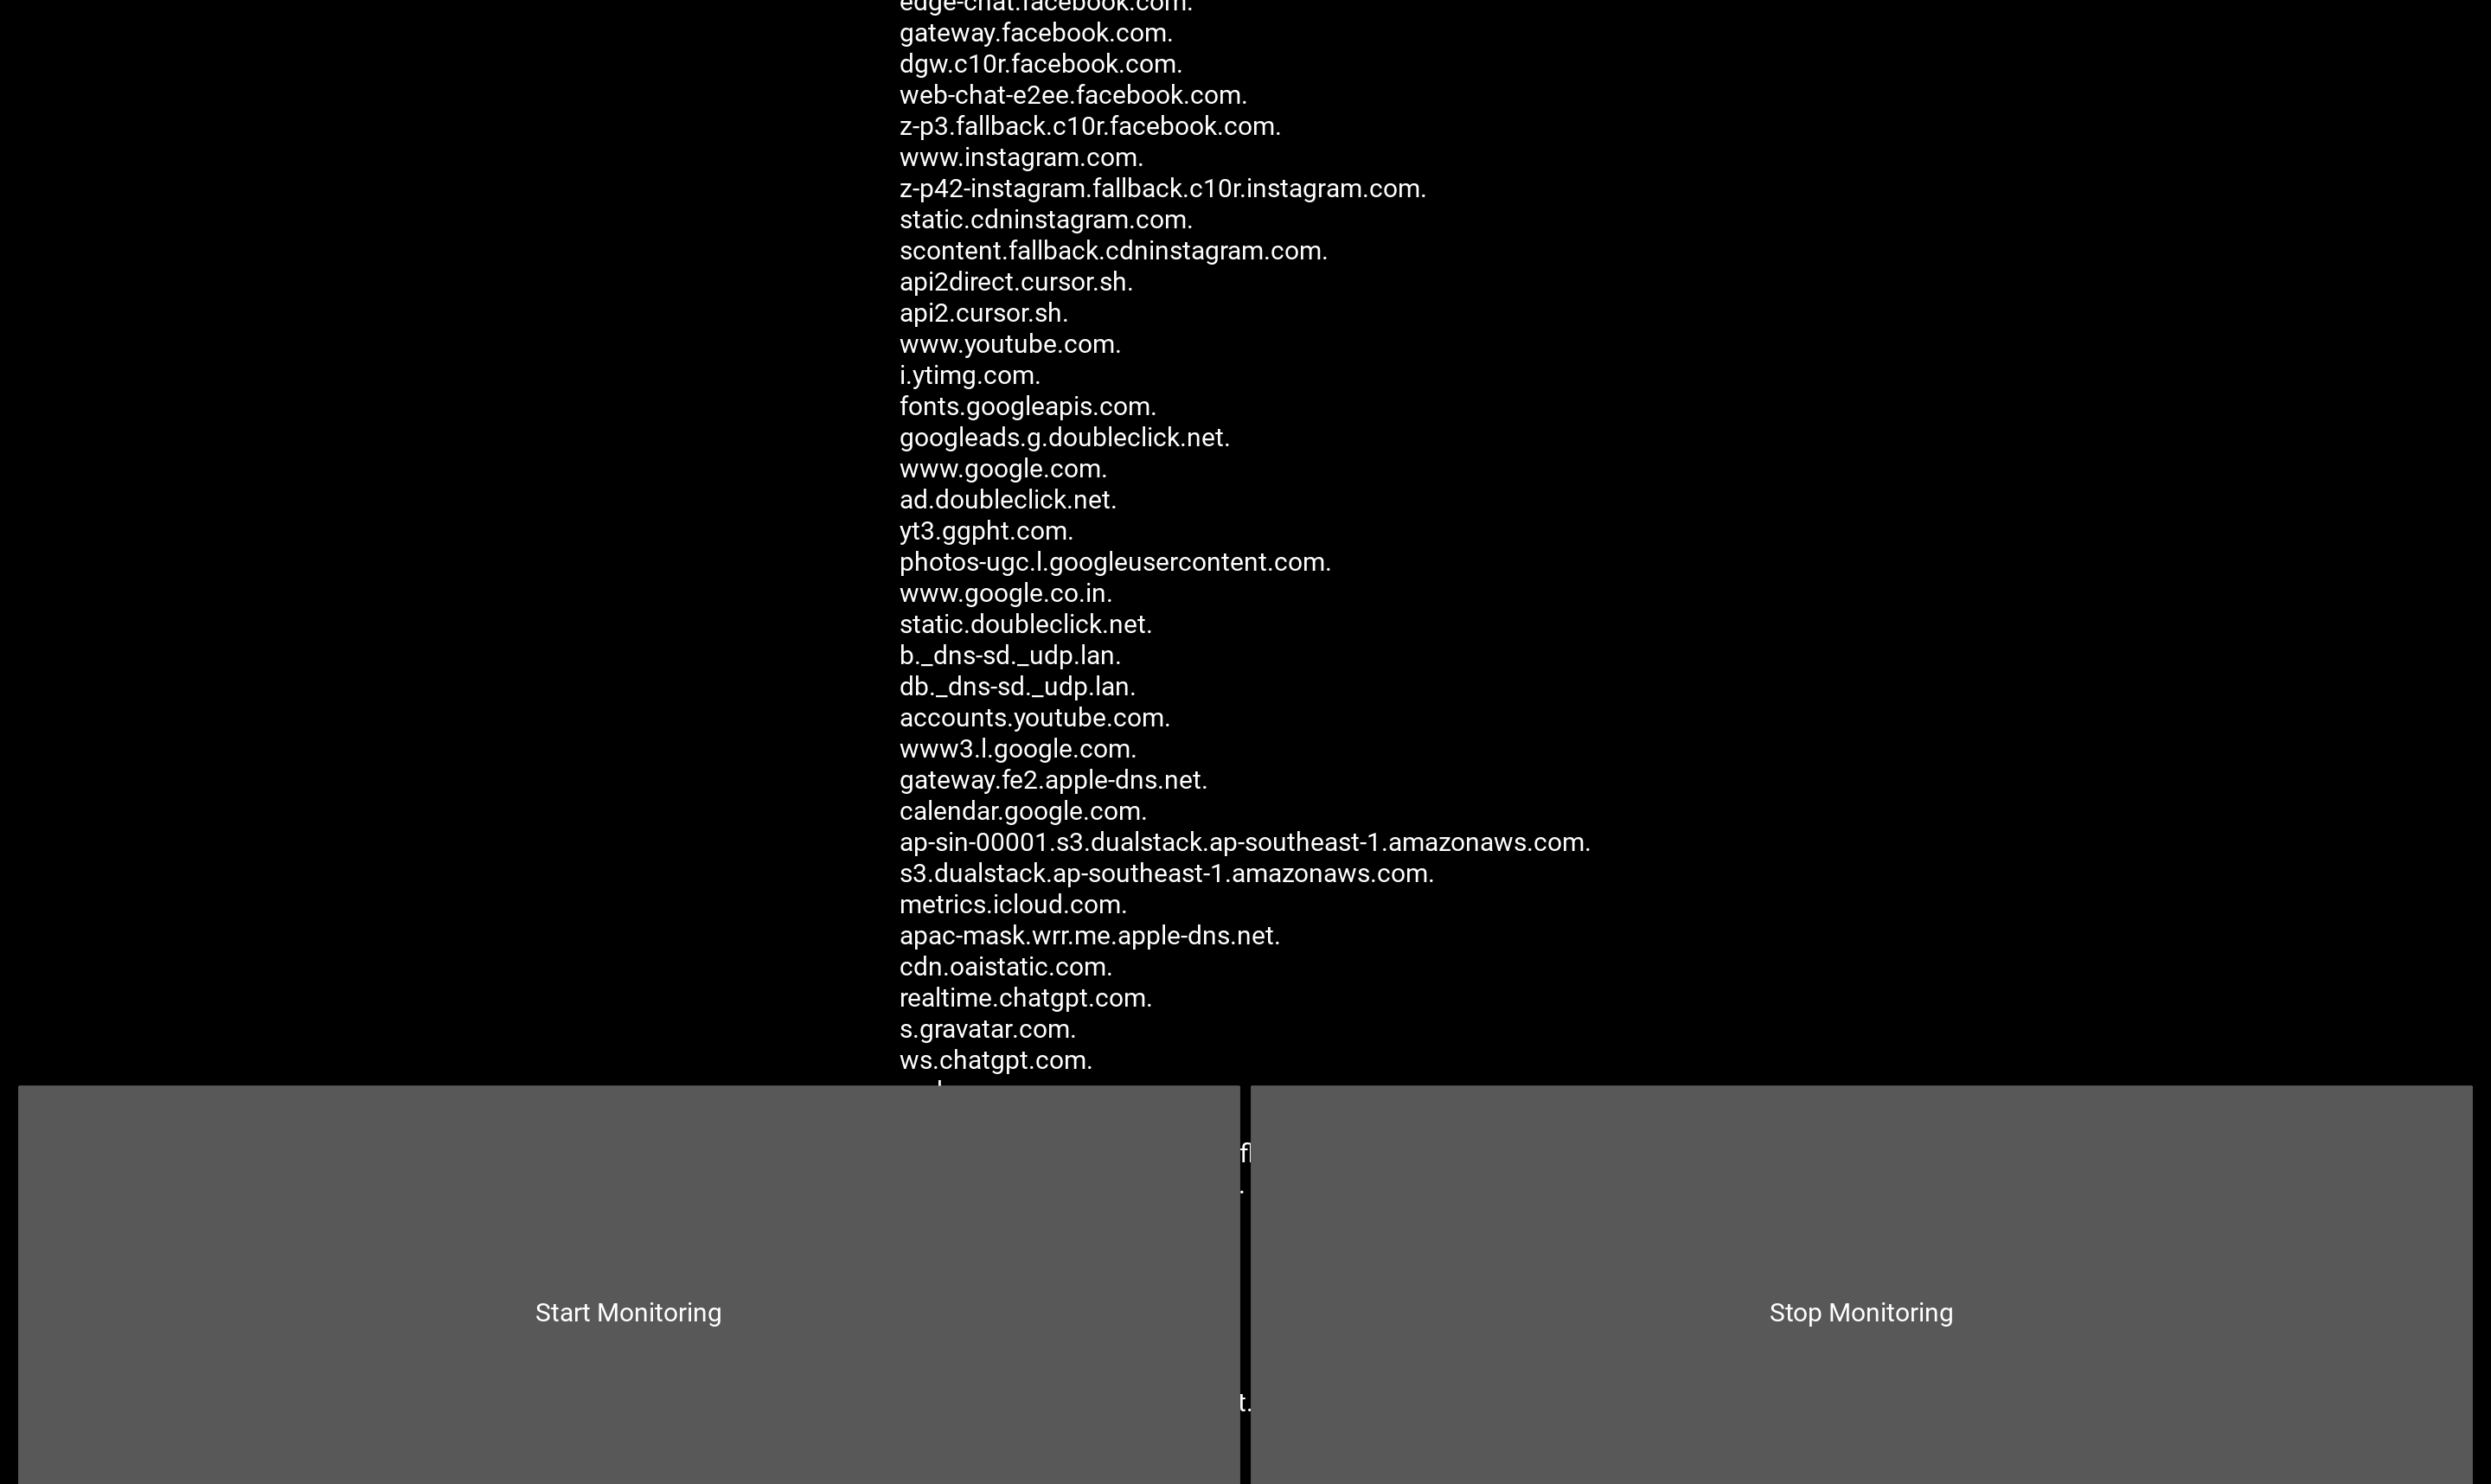 edge-chat.facebook.com.
gateway.facebook.com.
dgw.c10r.facebook.com.
web-chat-e2ee.facebook.com.
z-p3.fallback.c10r.facebook.com.
www.instagram.com.
z-p42-instagram.fallback.c10r.instagram.com.
static.cdninstagram.com.
scontent.fallback.cdninstagram.com.
api2direct.cursor.sh.
api2.cursor.sh.
www.youtube.com.
i.ytimg.com.
fonts.googleapis.com.
googleads.g.doubleclick.net.
www.google.com.
ad.doubleclick.net.
yt3.ggpht.com.
photos-ugc.l.googleusercontent.com.
www.google.co.in.
static.doubleclick.net.
b._dns-sd._udp.lan.
db._dns-sd._udp.lan.
accounts.youtube.com.
www3.l.google.com.
gateway.fe2.apple-dns.net.
calendar.google.com.
ap-sin-00001.s3.dualstack.ap-southeast-1.amazonaws.com.
s3.dualstack.ap-southeast-1.amazonaws.com.
metrics.icloud.com.
apac-mask.wrr.me.apple-dns.net.
cdn.oaistatic.com.
realtime.chatgpt.com.
s.gravatar.com.
ws.chatgpt.com.
Start Monitoring
Stop Monitoring